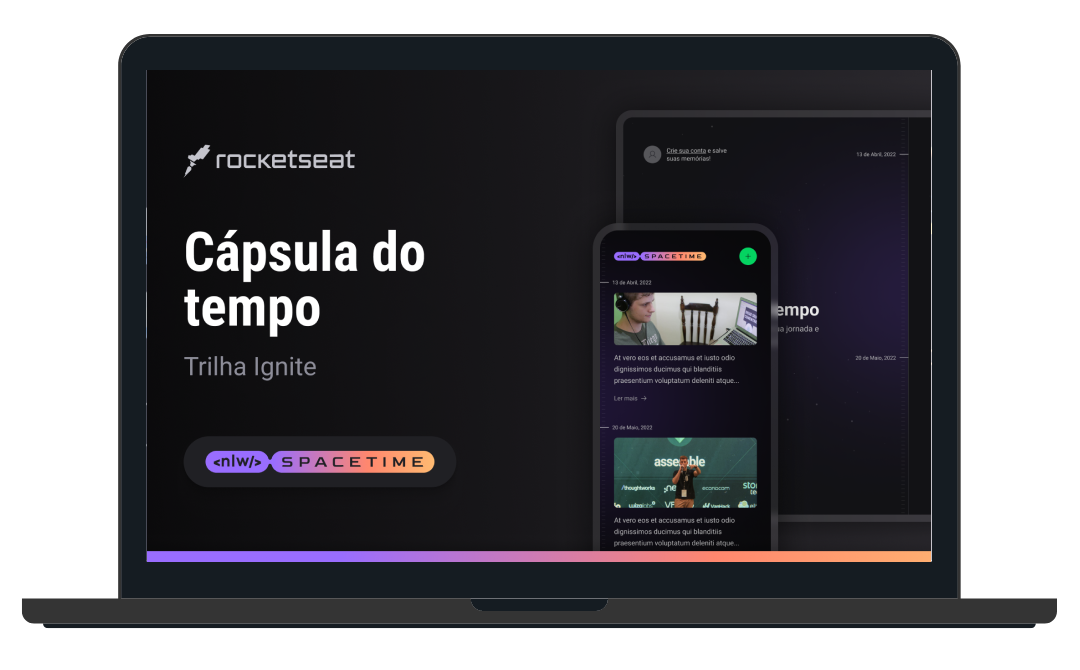 rocketseat
Cápsula do
tempo
Trilha Ignite
<nlw/> SPACETIME
Crie sua conta e salve
suas memórias!
13 de Abril, 2022
empo
a jornada e
20 de Maio, 2022
<nlw/> SPACETIME
+
13 de Abril, 2022
At vero eos et accusamus et iusto odio
dignissimos ducimus qui blanditiis
praesentium voluptatum deleniti atque...
Ler mais →
20 de Maio, 2022
assemble
/thoughtworks
econocom
At vero eos et accusamus et iusto odio
dignissimos ducimus qui blanditiis
praesentium voluptatum deleniti atque...